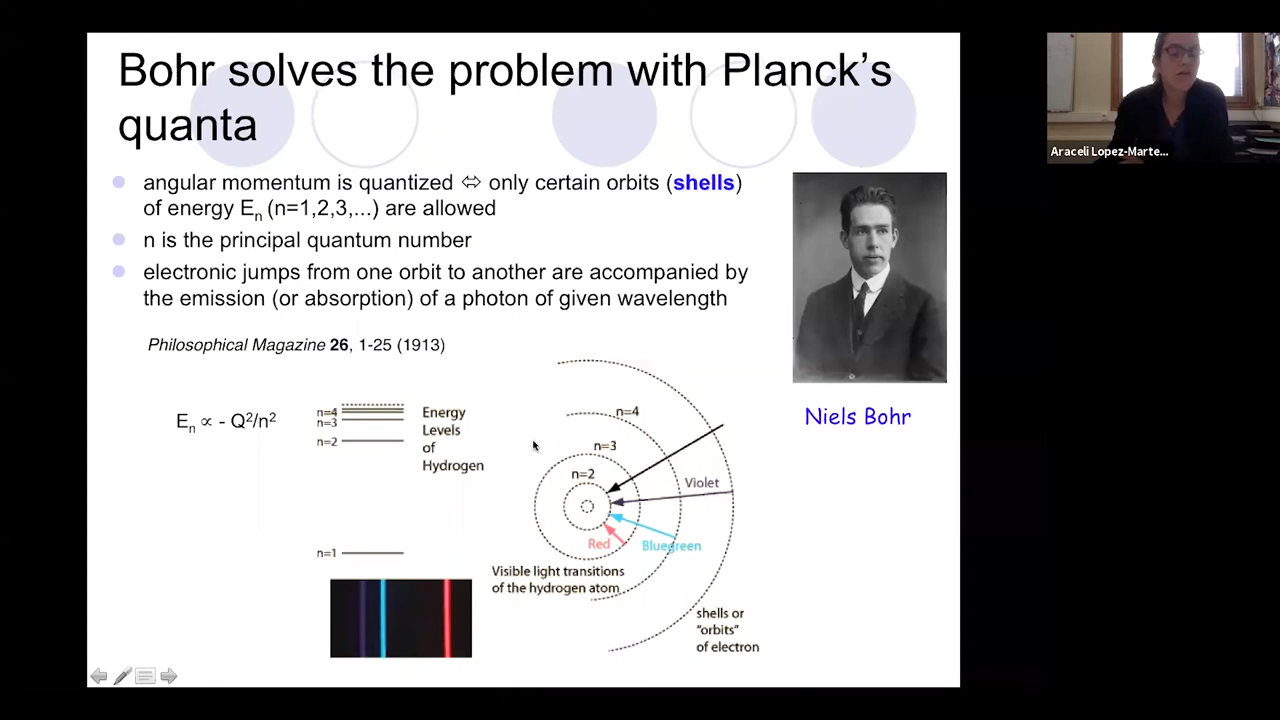 Bohr solves the problem with Planck’s
quanta
angular momentum is quantized ⇔ only certain orbits (shells)
of energy Eₙ (n=1,2,3,...) are allowed
n is the principal quantum number
electronic jumps from one orbit to another are accompanied by
the emission (or absorption) of a photon of given wavelength
Philosophical Magazine 26, 1-25 (1913)
Eₙ ∝ - Q²/n²
n=4
n=3
n=2
n=1
Energy
Levels
of
Hydrogen
n=4
n=3
n=2
Violet
Red
Bluegreen
Visible light transitions
of the hydrogen atom
shells or
"orbits"
of electron
Niels Bohr
Araceli Lopez-Marte...